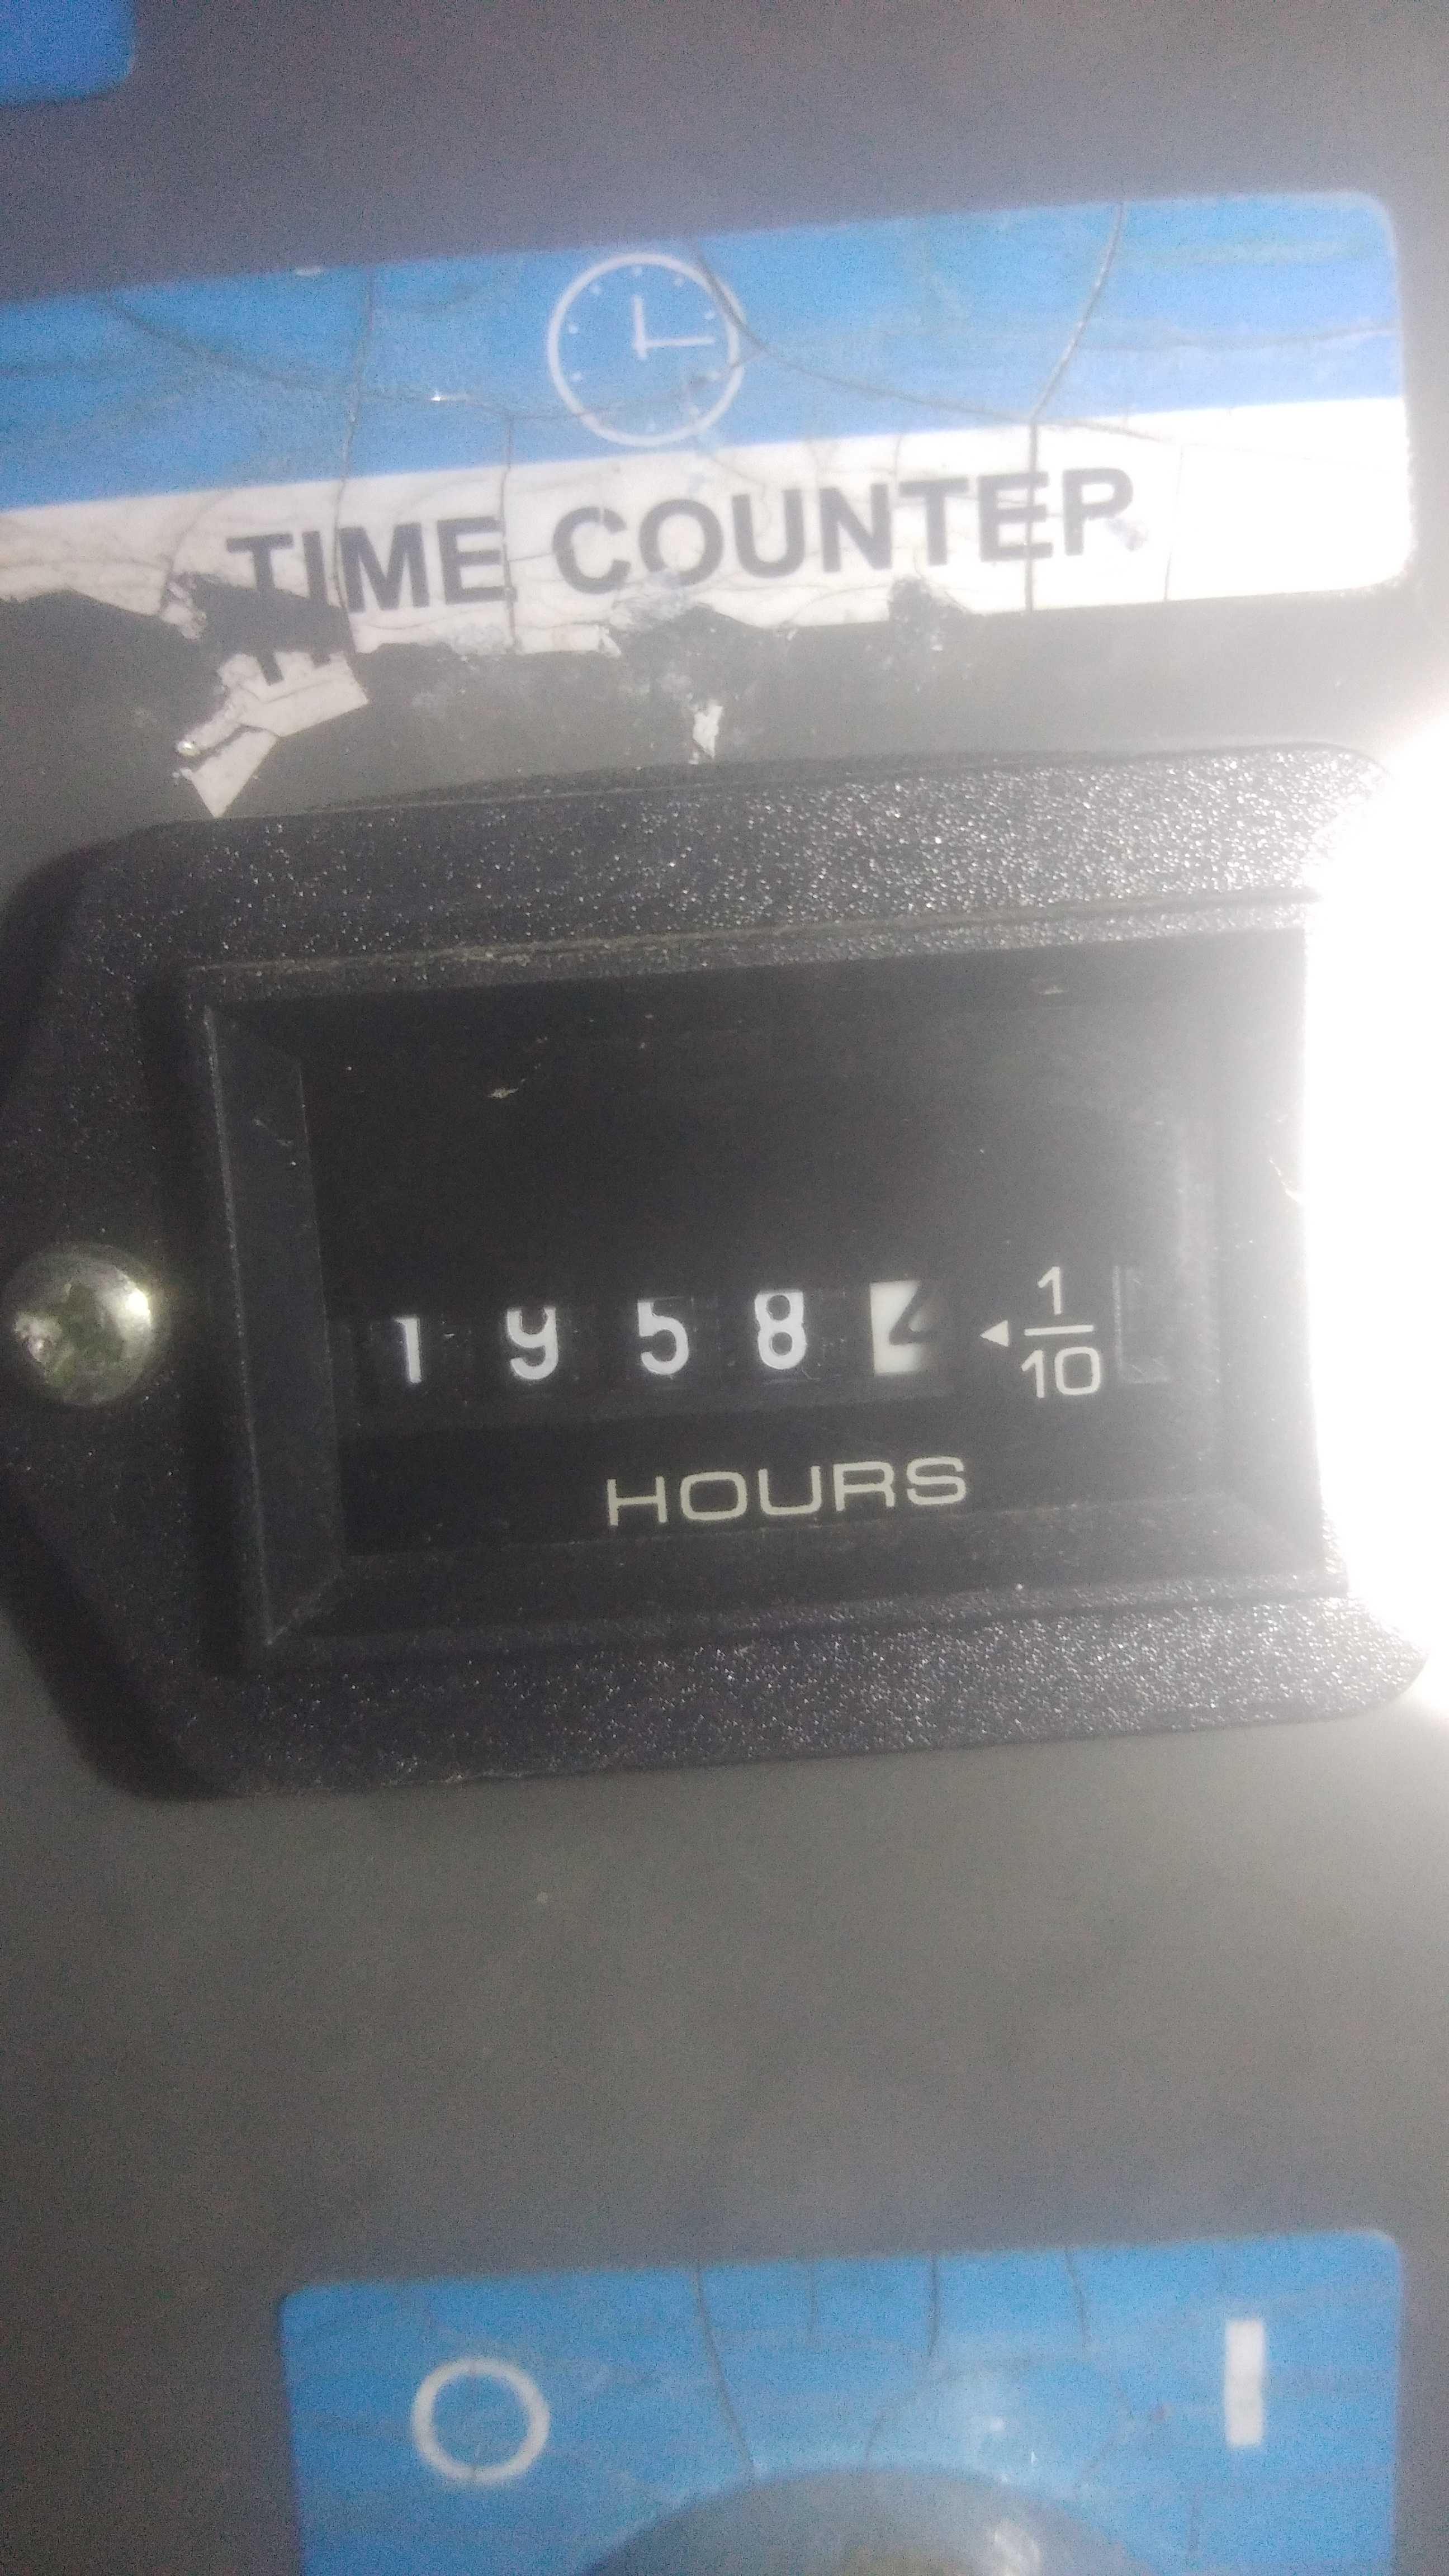 TIME COUNTER
1958 1/10
HOURS
O I